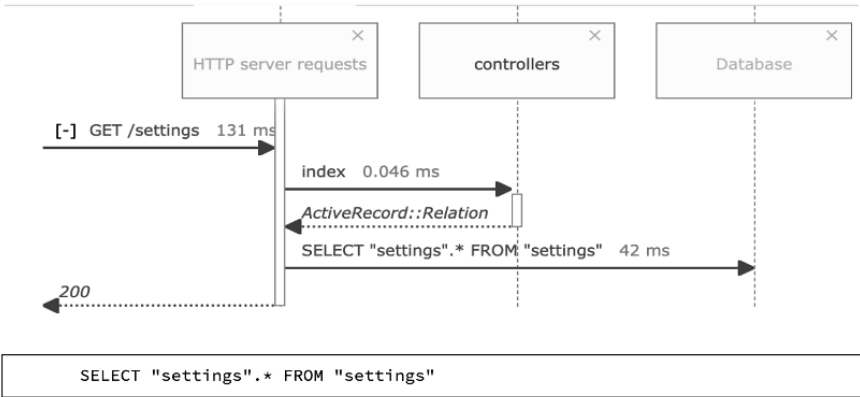 HTTP server requests
controllers
Database
[-] GET /settings 131 ms
index 0.046 ms
ActiveRecord::Relation
SELECT "settings".* FROM "settings" 42 ms
200
SELECT "settings".* FROM "settings"